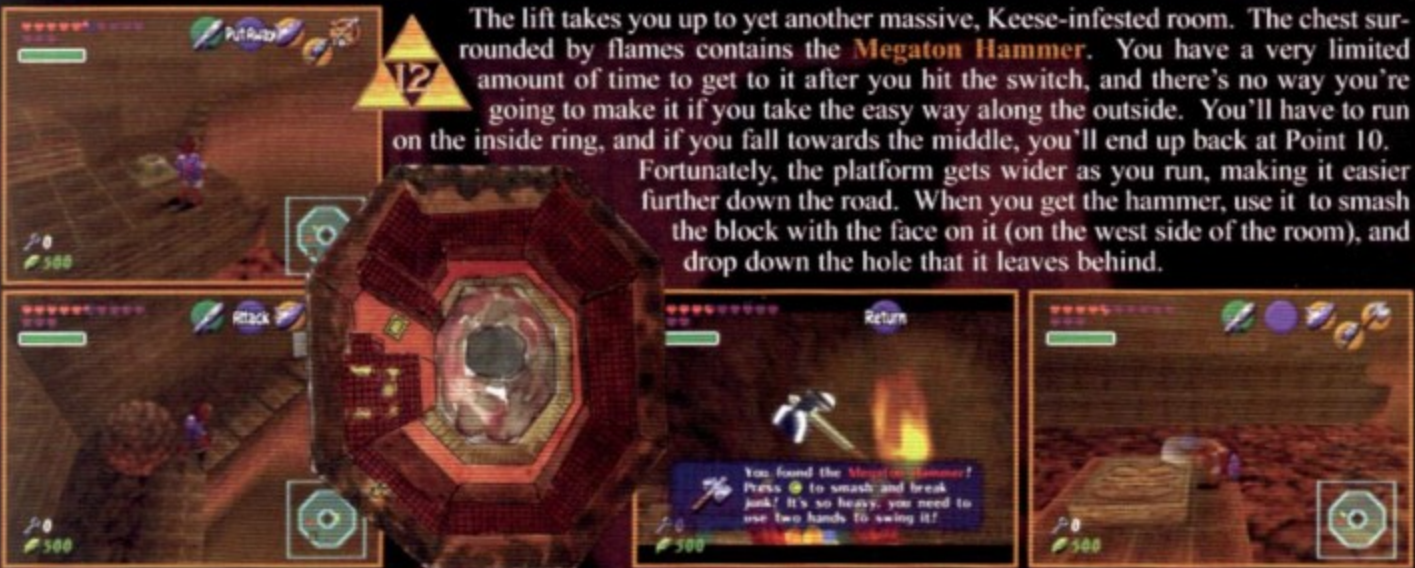 The lift takes you up to yet another massive, Keese-infested room. The chest sur-
rounded by flames contains the Megaton Hammer. You have a very limited
amount of time to get to it after you hit the switch, and there's no way you're
going to make it if you take the easy way along the outside. You'll have to run
on the inside ring, and if you fall towards the middle, you'll end up back at Point 10.
Fortunately, the platform gets wider as you run, making it easier
further down the road. When you get the hammer, use it to smash
the block with the face on it (on the west side of the room), and
drop down the hole that it leaves behind.
12
Put Away
0
500
Attack
0
500
Return
You found the Megaton Hammer!
Press C to smash and break
junk! It's so heavy, you need to
use two hands to swing it!
0
500
0
500